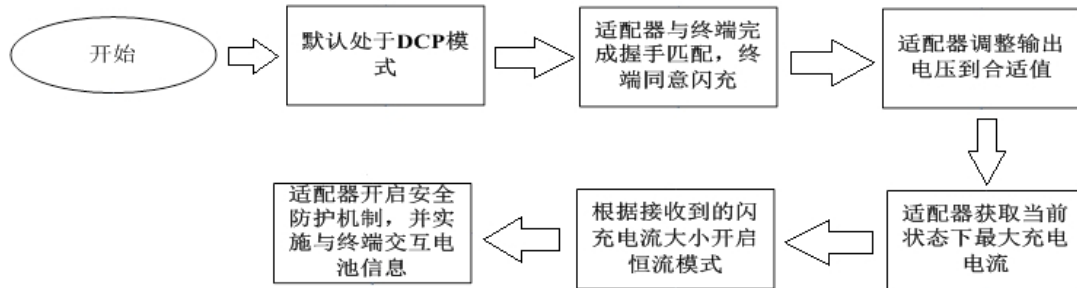 开始
默认处于DCP模
式
适配器与终端完
成握手匹配，终
端同意闪充
适配器调整输出
电压到合适值
适配器获取当前
状态下最大充电
电流
根据接收到的闪
充电流大小开启
恒流模式
适配器开启安全
防护机制，并实
施与终端交互电
池信息